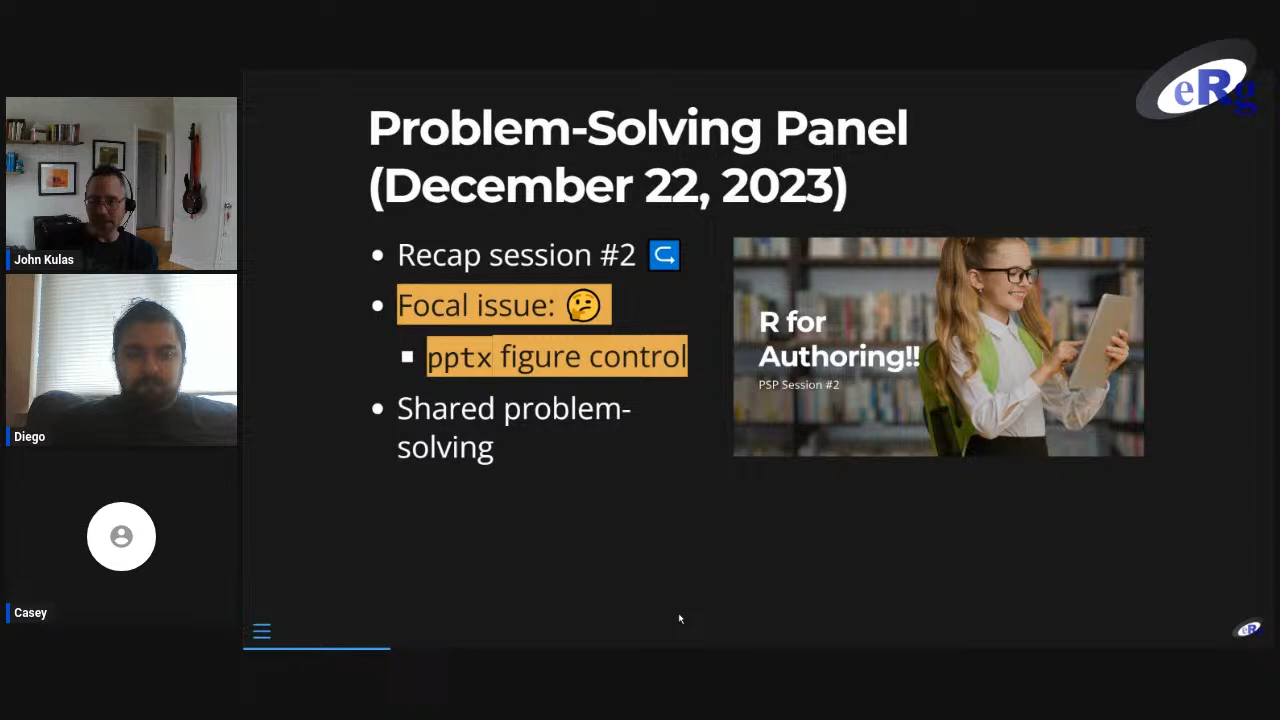 eRg
Problem-Solving Panel
(December 22, 2023)
Recap session #2
Focal issue:
pptx figure control
Shared problem-
solving
R for
Authoring!!
PSP Session #2
John Kulas
Diego
Casey
eRg